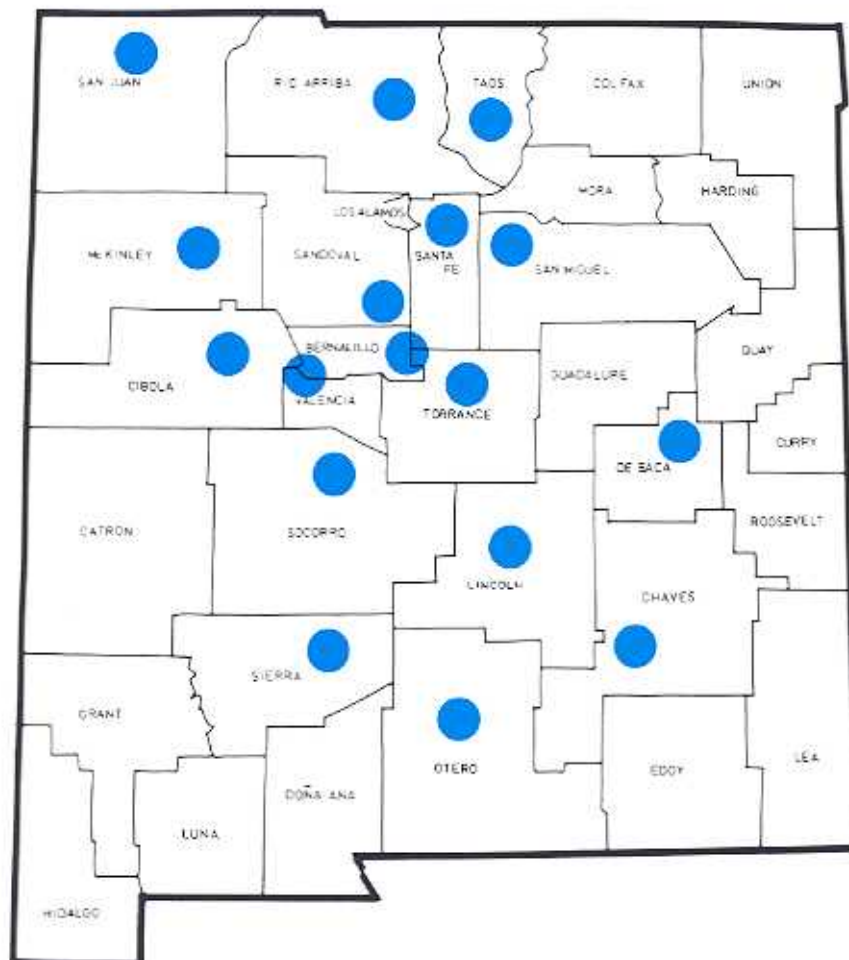 SAN JUAN
RIO ARRIBA
TAOS
COLFAX
UNION
MORA
HARDING
LOS ALAMOS
McKINLEY
SANDOVAL
SANTA
FE
SAN MIGUEL
BERNALILLO
QUAY
CIBOLA
GUADALUPE
VALENCIA
TORRANCE
CURRY
DE BACA
ROOSEVELT
CATRON
SOCORRO
LINCOLN
CHAVES
SIERRA
GRANT
OTERO
EDDY
LEA
DOÑA ANA
LUNA
HIDALGO